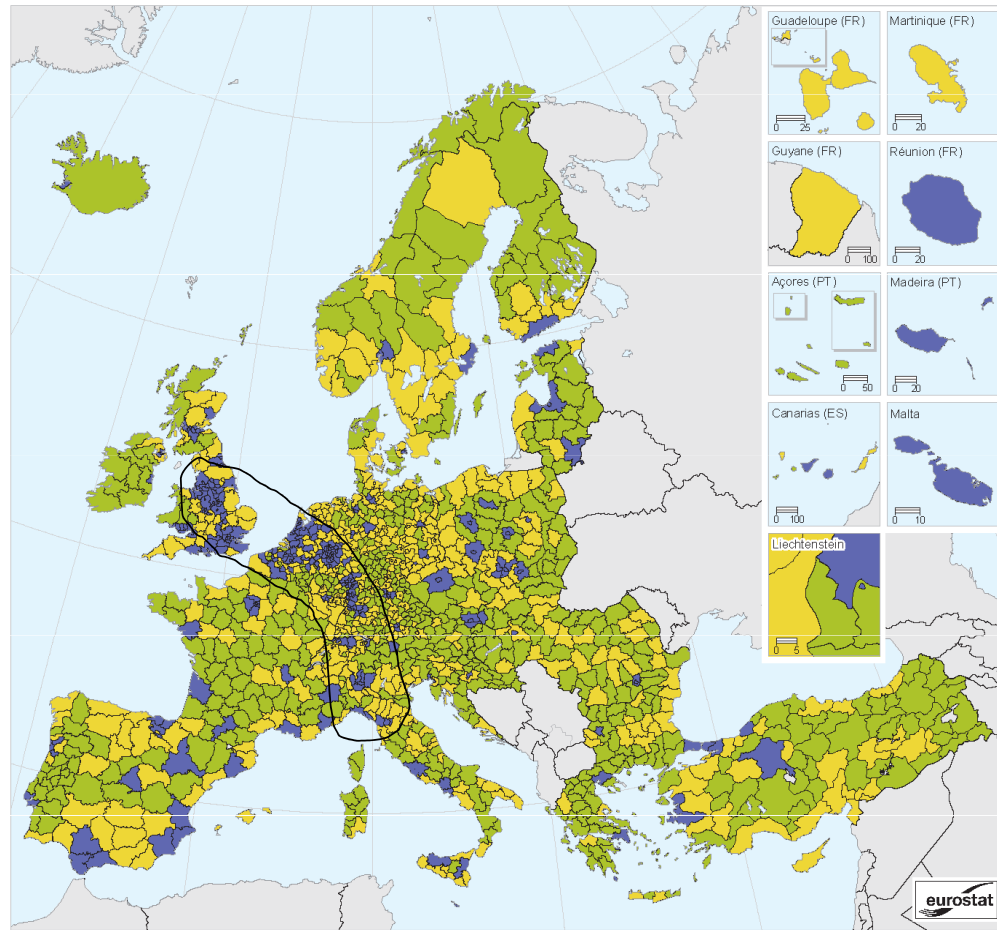 Guadeloupe (FR)
0 25
Martinique (FR)
0 20
Guyane (FR)
0 100
Réunion (FR)
0 20
Açores (PT)
0 50
Madeira (PT)
0 20
Canarias (ES)
0 100
Malta
0 10
Liechtenstein
0 5
eurostat